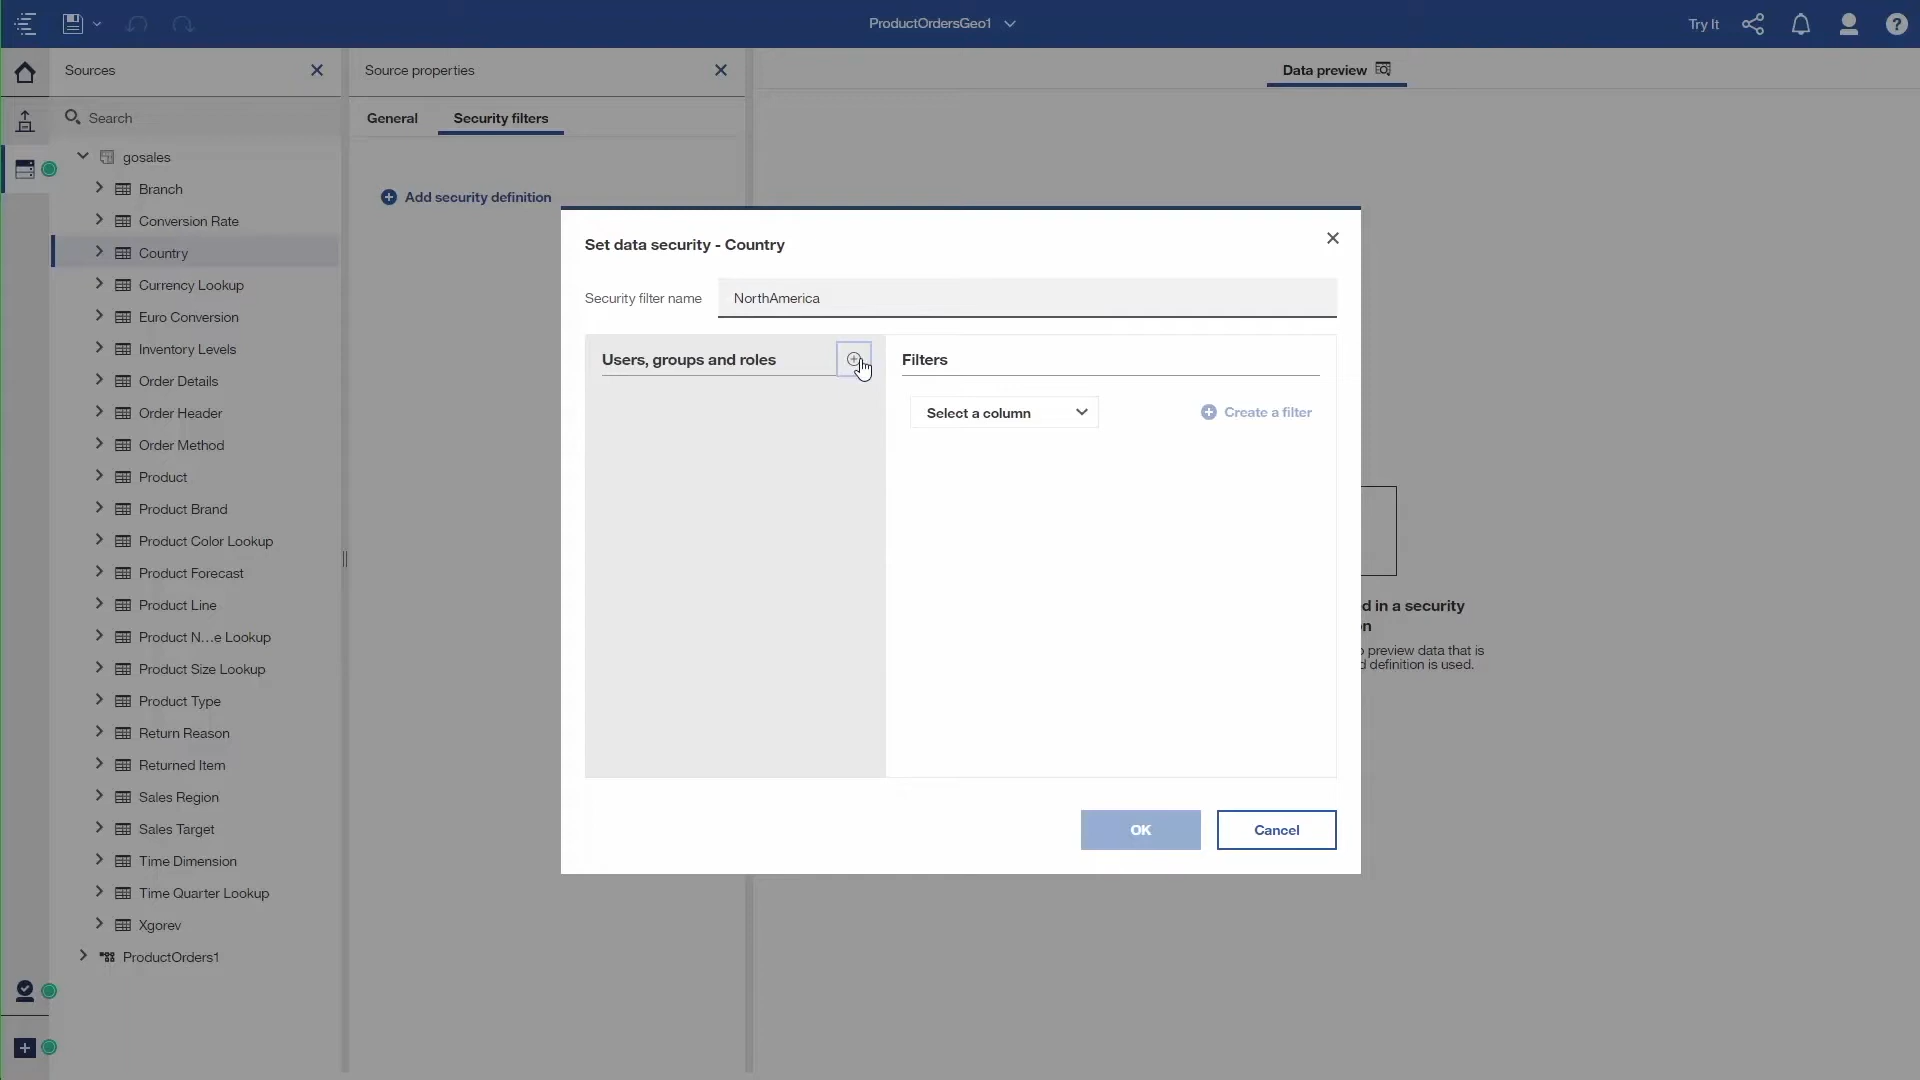 ProductOrdersGeo1
Try It
Sources
Search
gosales
Branch
Conversion Rate
Country
Currency Lookup
Euro Conversion
Inventory Levels
Order Details
Order Header
Order Method
Product
Product Brand
Product Color Lookup
Product Forecast
Product Line
Product N...e Lookup
Product Size Lookup
Product Type
Return Reason
Returned Item
Sales Region
Sales Target
Time Dimension
Time Quarter Lookup
Xgorev
ProductOrders1
Source properties
General
Security filters
Add security definition
Data preview
Set data security - Country
Security filter name
NorthAmerica
Users, groups and roles
Filters
Select a column
Create a filter
OK
Cancel
d in a security
n
preview data that is
definition is used.